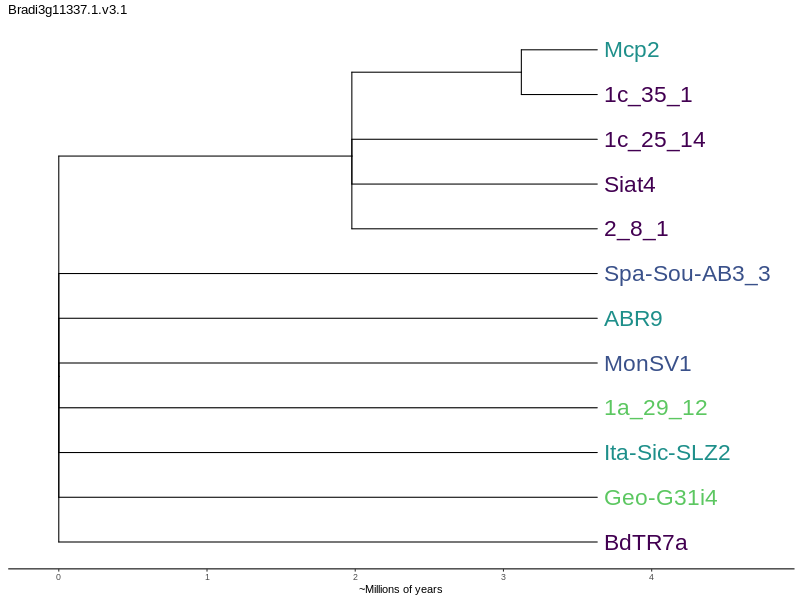 Bradi3g11337.1.v3.1
Mcp2
1c_35_1
1c_25_14
Siat4
2_8_1
Spa-Sou-AB3_3
ABR9
MonSV1
1a_29_12
Ita-Sic-SLZ2
Geo-G31i4
BdTR7a
0 1 2 3 4
~Millions of years